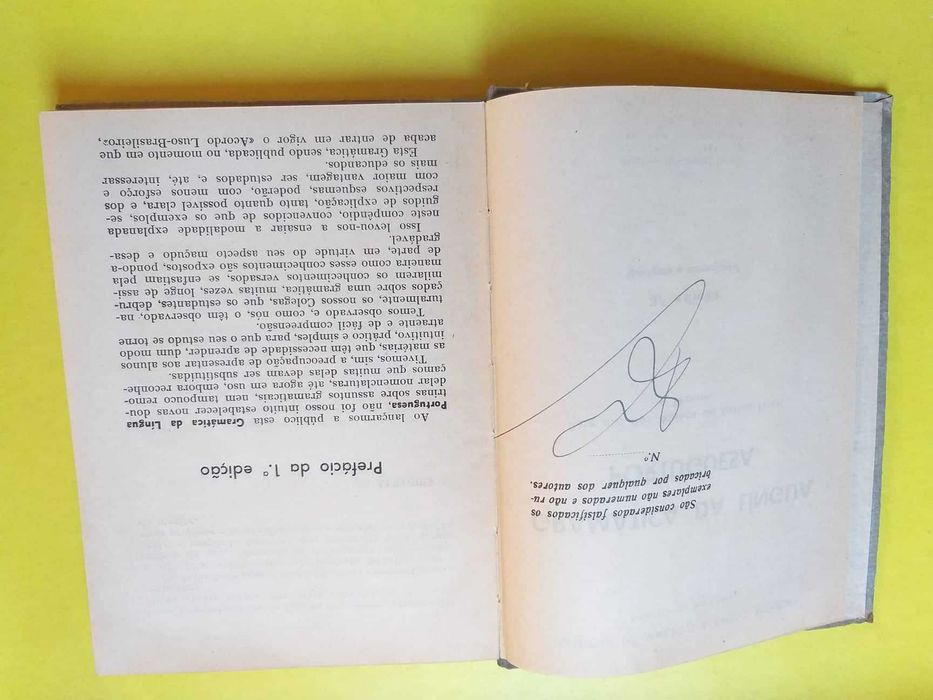 São considerados falsificados os
exemplares não numerados e não ru-
bricados por qualquer dos autores.
N.º
Prefácio da 1.ª edição
Ao lançarmos a público esta Gramática da Língua
Portuguesa, não foi nosso intuito estabelecer novas dou-
trinas sobre assuntos gramaticais, nem tampouco remo-
delar nomenclaturas, até agora em uso, embora reconhe-
çamos que muitas delas devam ser substituídas.
Tivemos, sim, a preocupação de apresentar aos alunos
as matérias, que têm necessidade de aprender, dum modo
intuitivo, prático e simples, para que o seu estudo se torne
atraente e de fácil compreensão.
Temos observado e, como nós, o têm observado, na-
turalmente, os nossos Colegas, que os estudantes, debru-
çados sobre uma gramática, muitas vezes, longe de assi-
milarem os conhecimentos versados, se enfastiam pela
maneira como esses conhecimentos são expostos, pondo-a
de parte, em virtude do seu aspecto maçudo e desa-
gradável.
Isso levou-nos a ensaiar a modalidade explanada
neste compêndio, convencidos de que os exemplos, se-
guidos de explicação, tanto quanto possível clara, e dos
respectivos esquemas, poderão, com menos esforço e
com maior vantagem, ser estudados e, até, interessar
mais os educandos.
Esta Gramática, sendo publicada, no momento em que
acaba de entrar em vigor o «Acordo Luso-Brasileiro»,
GRAMÁTICA DA LÍNGUA
PORTUGUESA